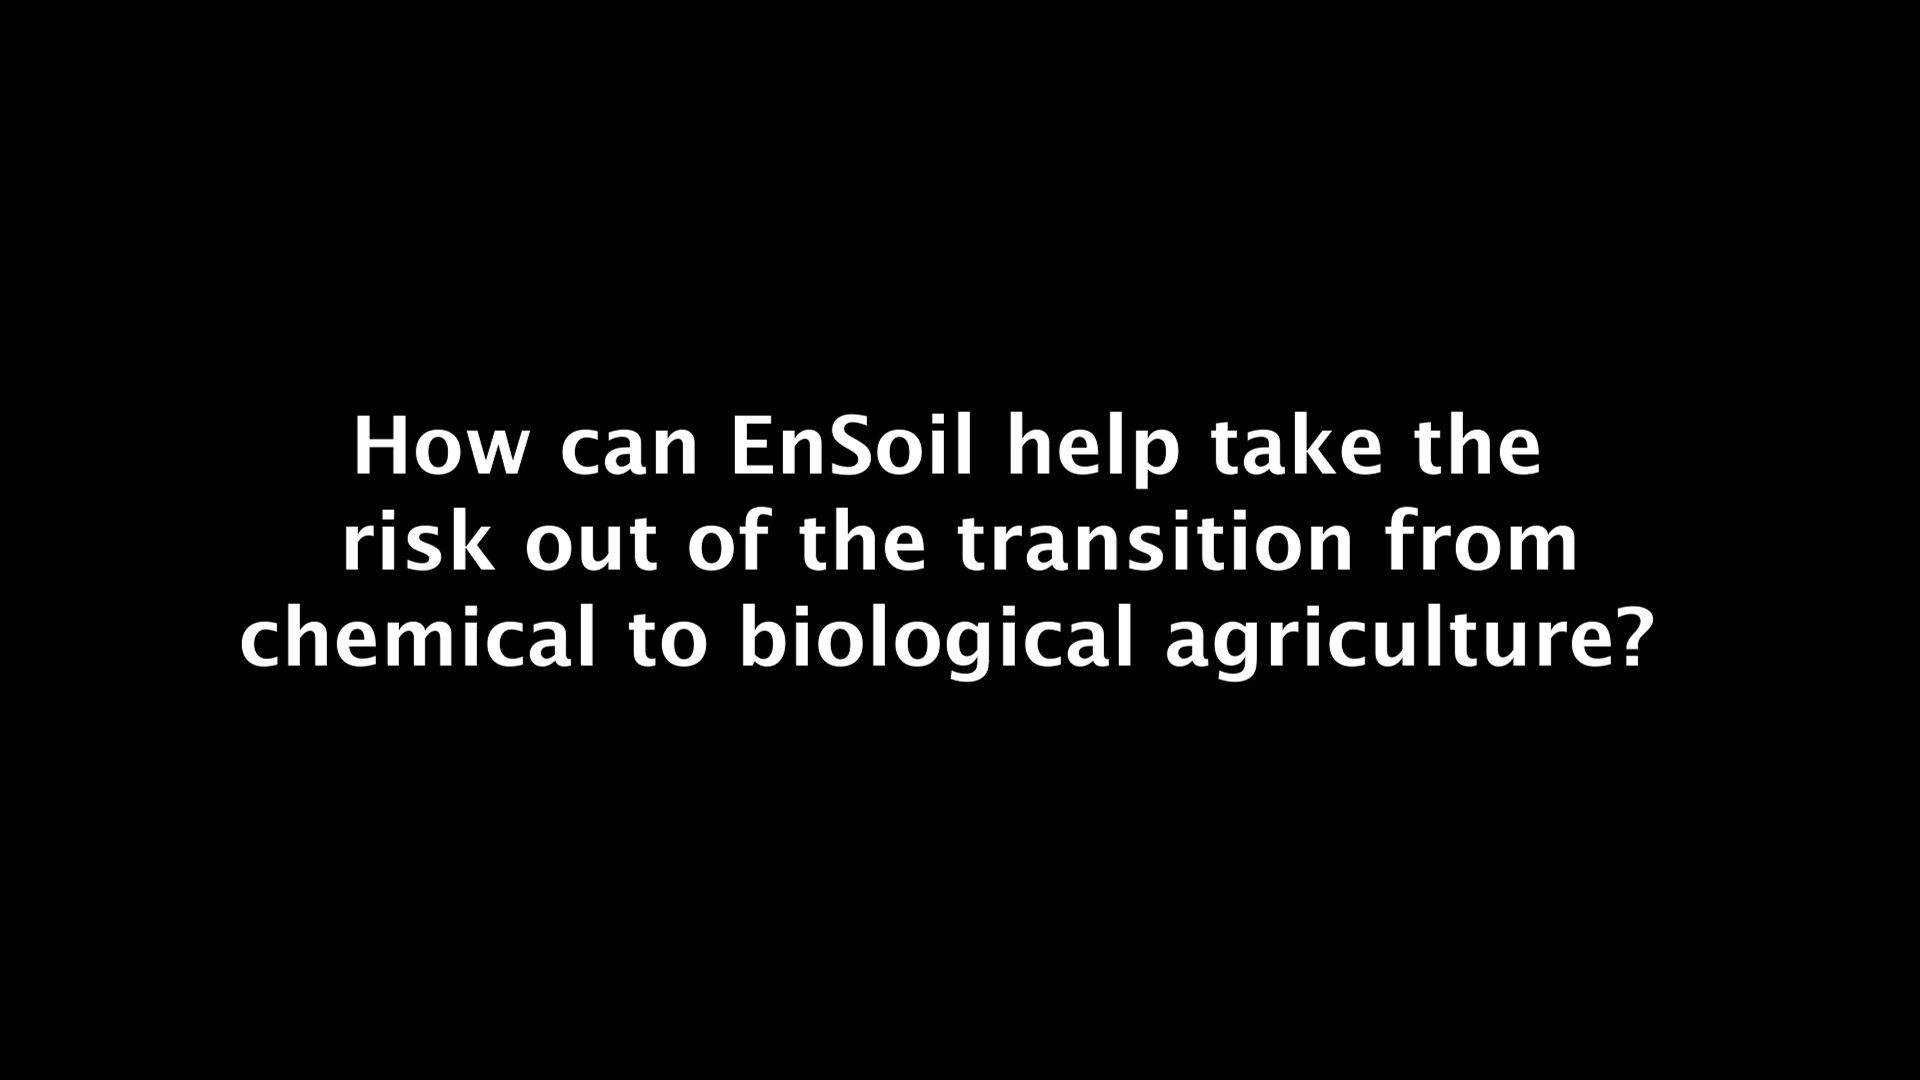 How can EnSoil help take the
risk out of the transition from
chemical to biological agriculture?